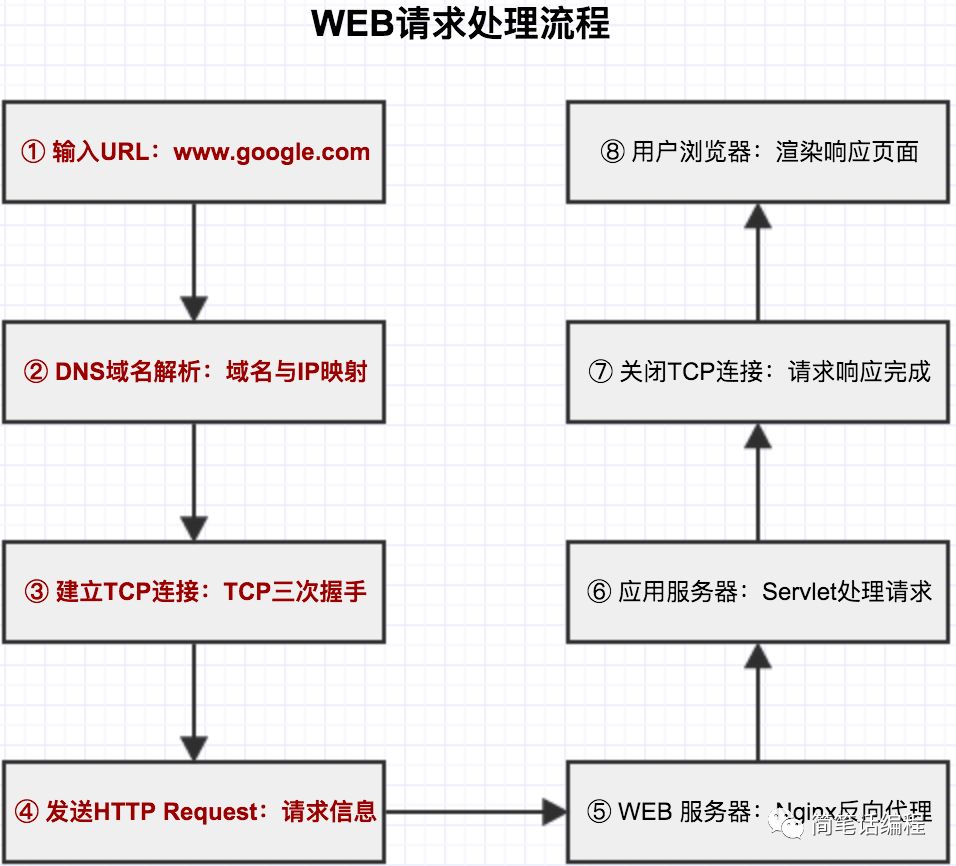 WEB请求处理流程
① 输入URL：www.google.com
② DNS域名解析：域名与IP映射
③ 建立TCP连接：TCP三次握手
④ 发送HTTP Request：请求信息
⑤ WEB 服务器：Nginx反向代理
⑥ 应用服务器：Servlet处理请求
⑦ 关闭TCP连接：请求响应完成
⑧ 用户浏览器：渲染响应页面
简笔话编程